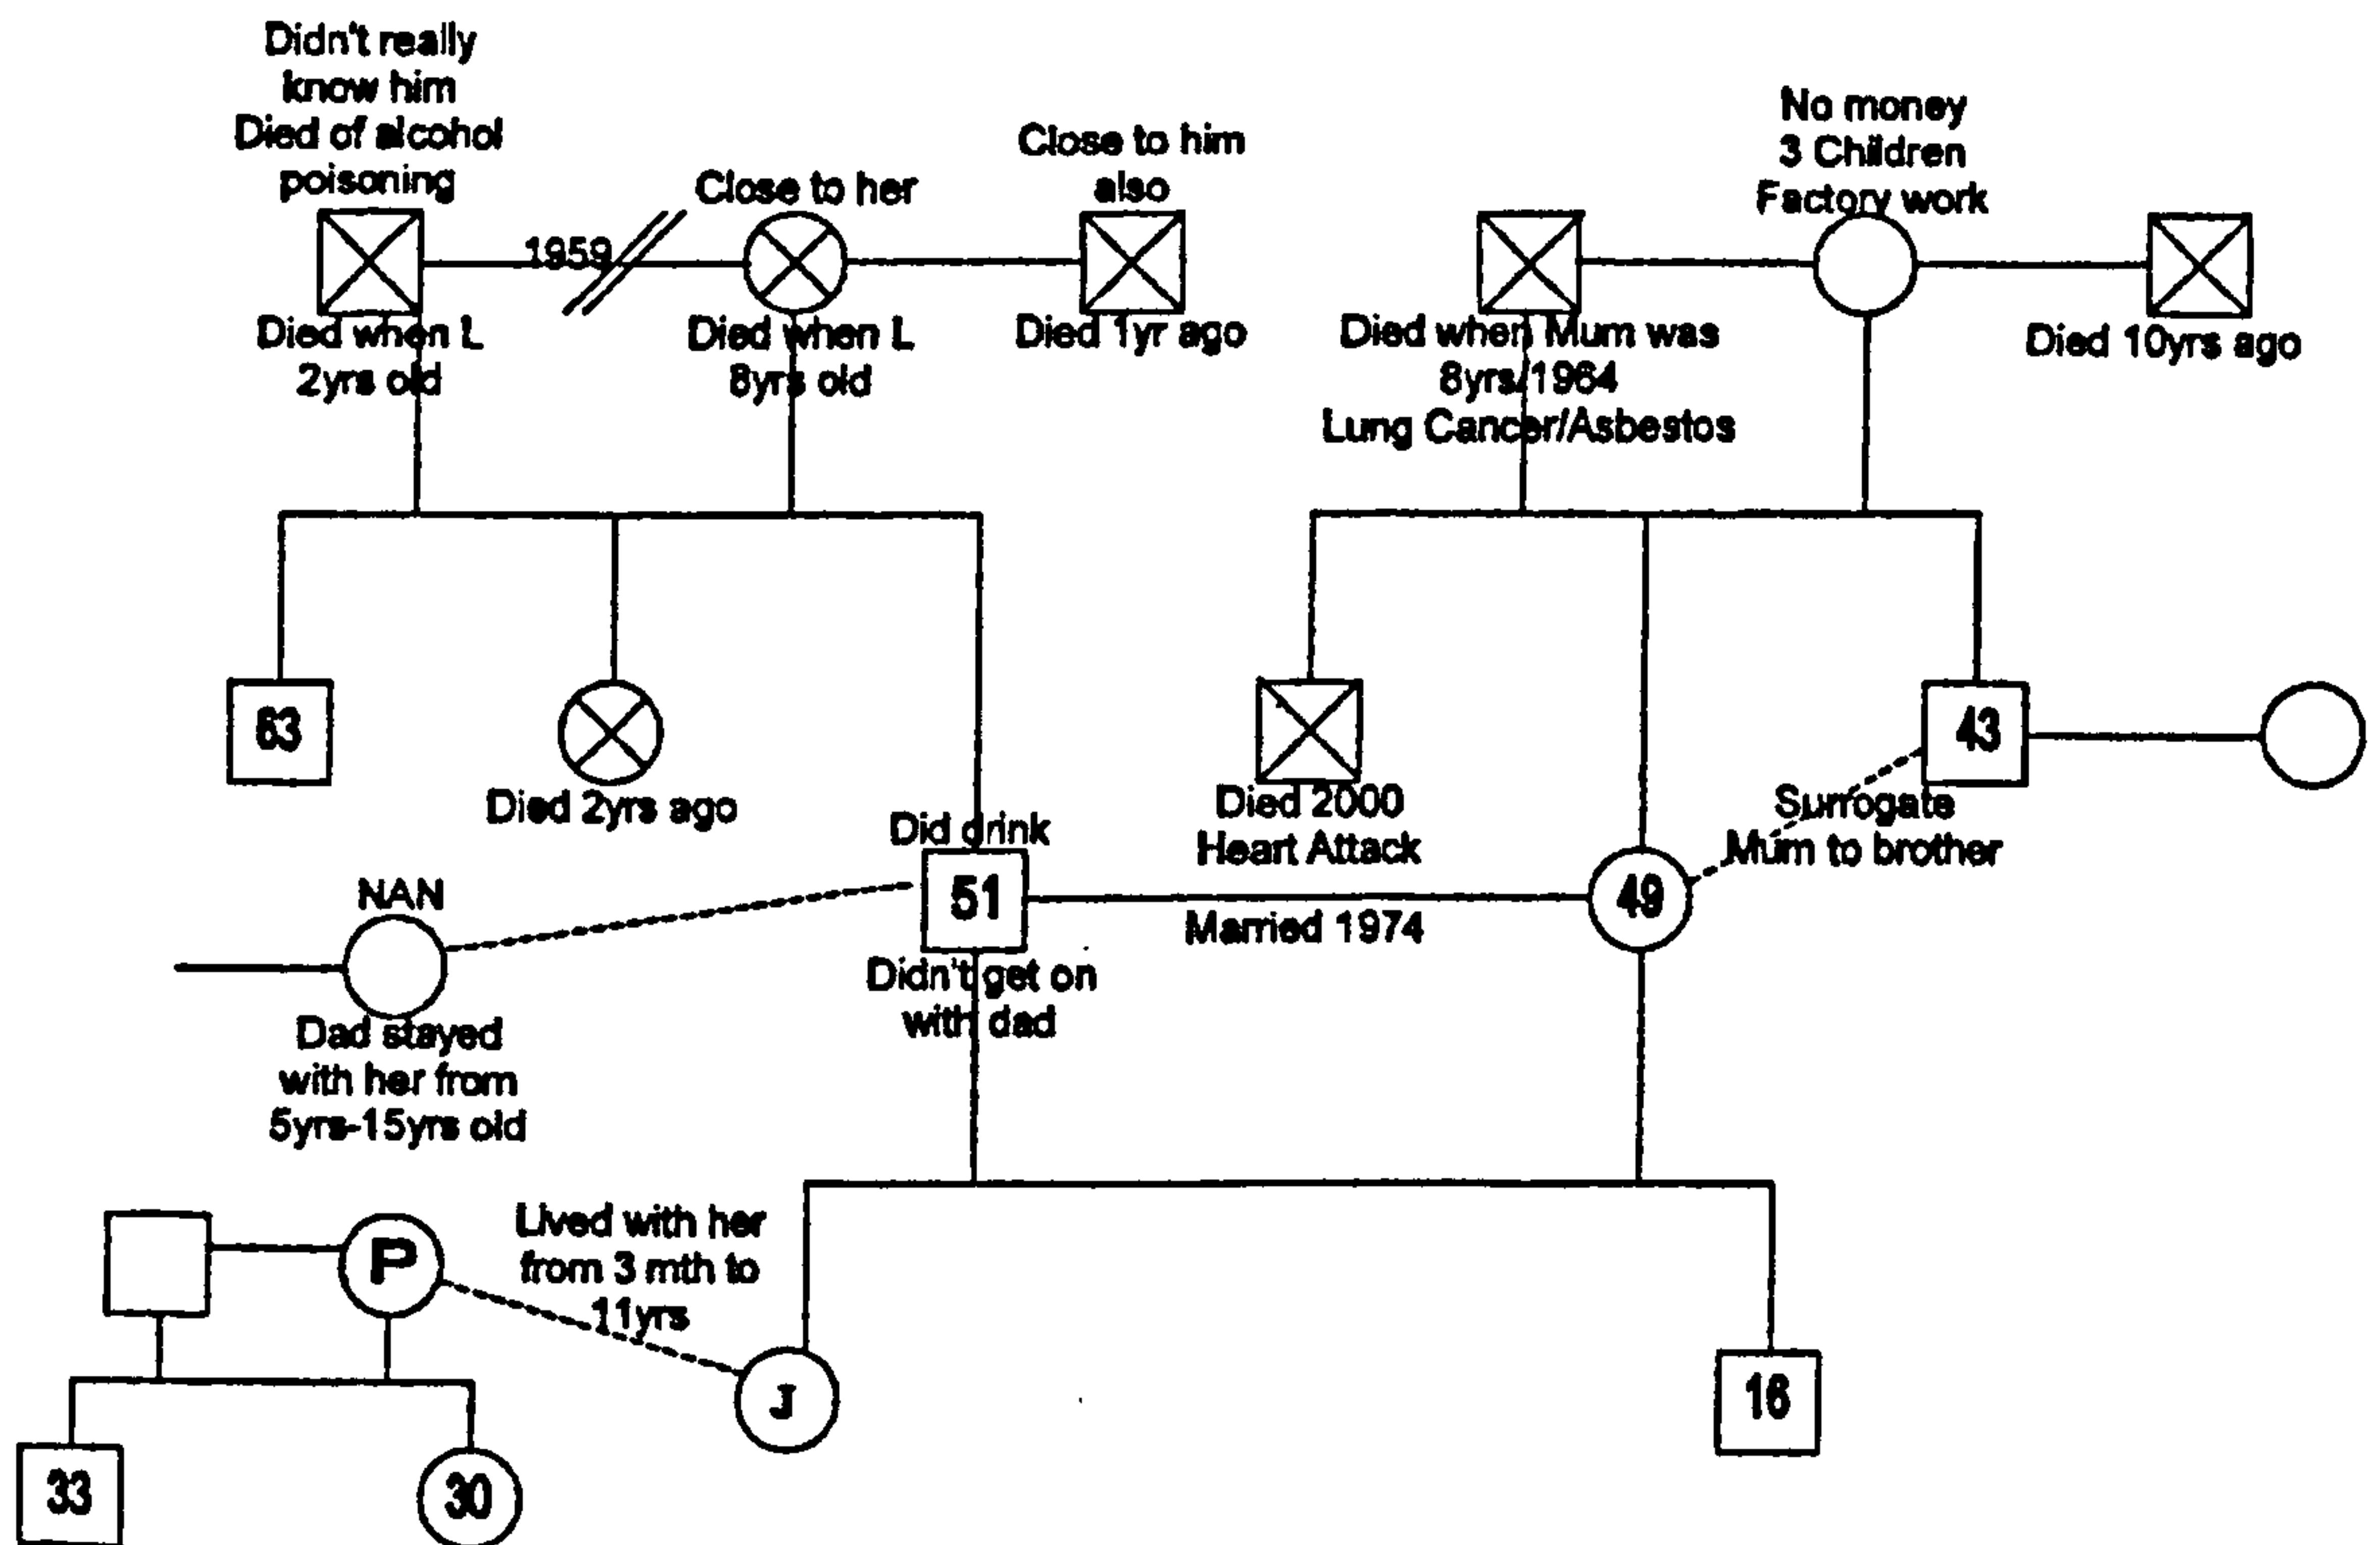 Didn't really
know him
Died of alcohol
poisoning
Close to her
Close to him
also
No money
3 Children
Factory work
1959
Died when L
2yrs old
Died when L
8yrs old
Died 1yr ago
Died when Mum was
8yrs/1964
Lung Cancer/Asbestos
Died 10yrs ago
Died 2yrs ago
Died 2000
Heart Attack
43
Surrogate
Mum to brother
Did drink
51
Didn't get on
with dad
Married 1974
49
NAN
Dad stayed
with her from
5yrs-15yrs old
P
Lived with her
from 3 mth to
11yrs
J
16
33
30